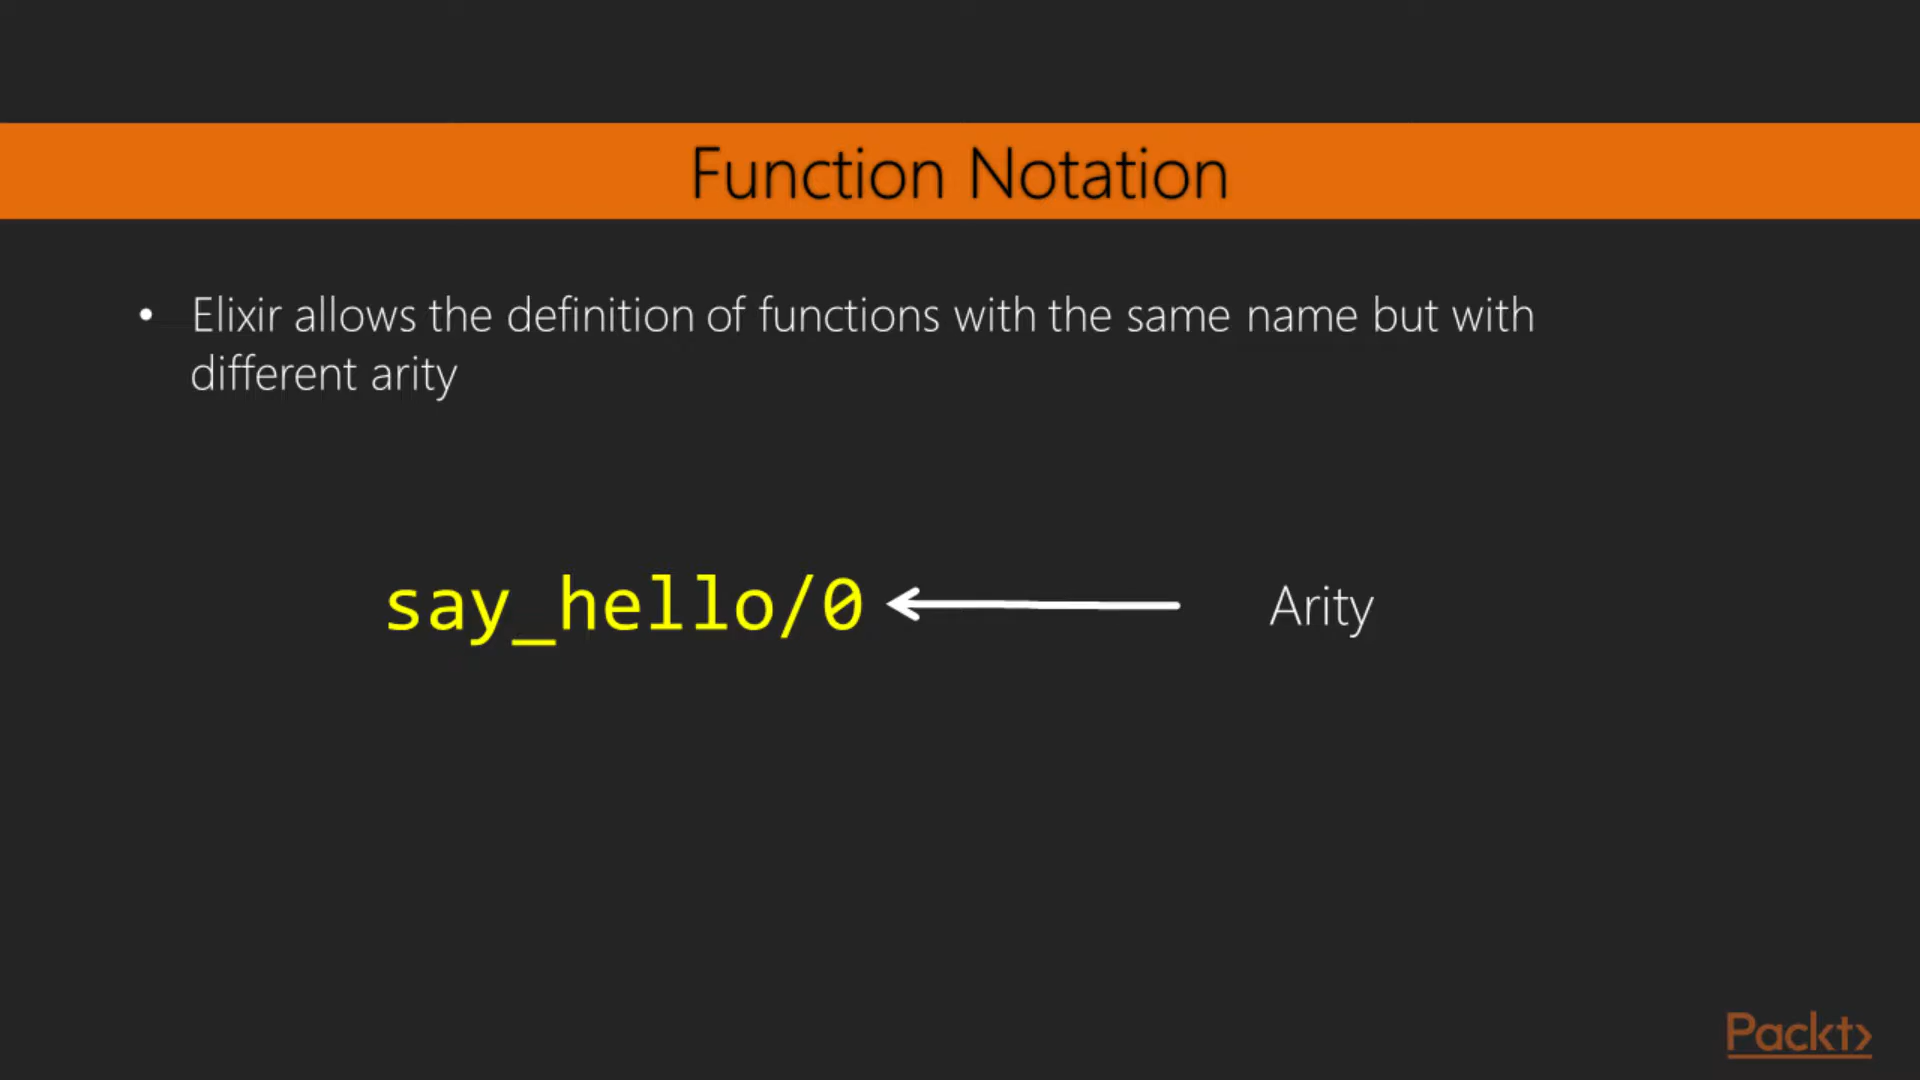 Function Notation
• Elixir allows the definition of functions with the same name but with
different arity
say_hello/0
Arity
Packt>